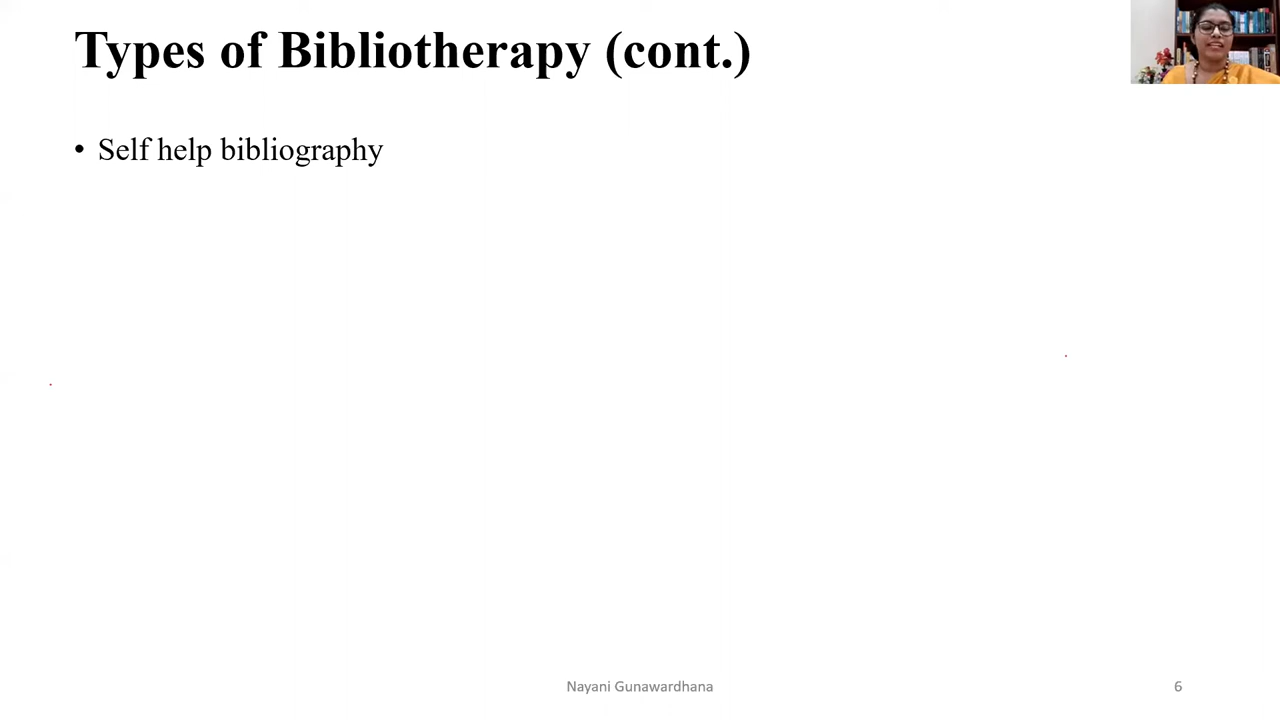 Types of Bibliotherapy (cont.)
• Self help bibliography
Nayani Gunawardhana
6